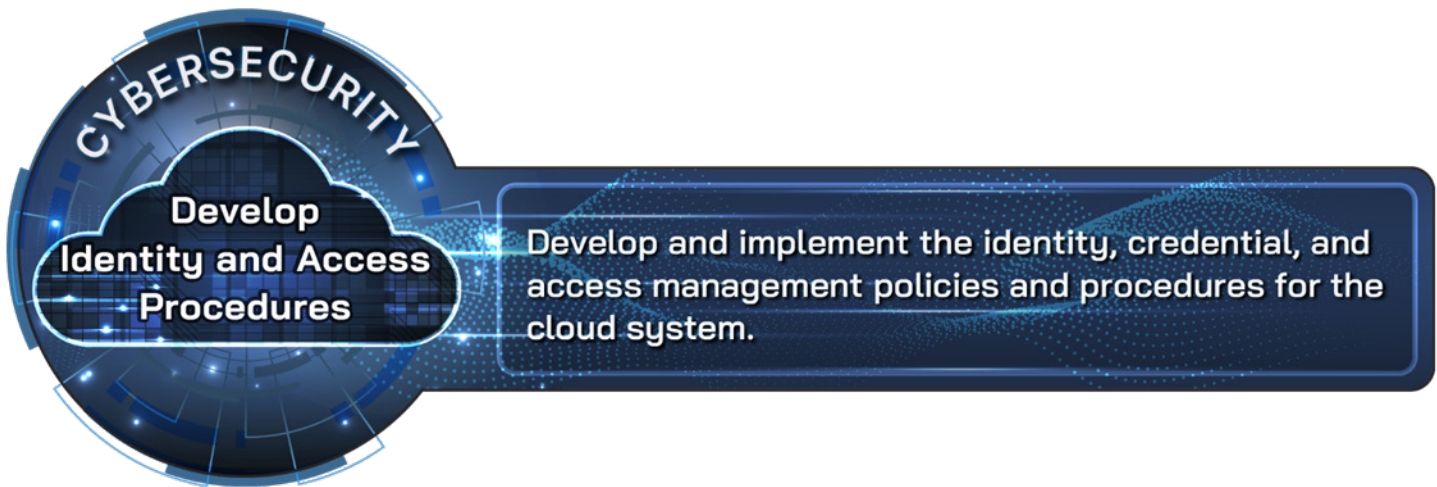 CYBERSECURITY
Develop
Identity and Access
Procedures
Develop and implement the identity, credential, and
access management policies and procedures for the
cloud system.